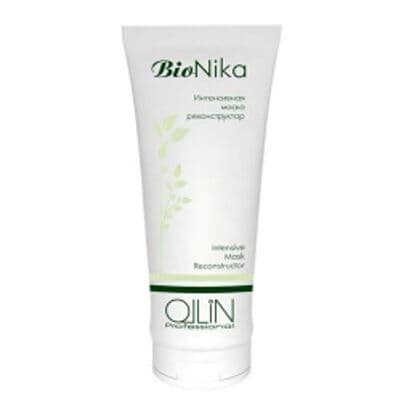 BioNika
Интенсивная
маска
реконструктор
Intensive
Mask
Reconstructor
OLLIN
Professional